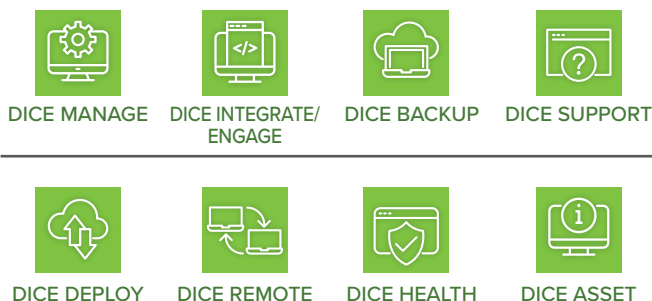 DICE MANAGE
DICE INTEGRATE/
ENGAGE
DICE BACKUP
DICE SUPPORT
DICE DEPLOY
DICE REMOTE
DICE HEALTH
DICE ASSET